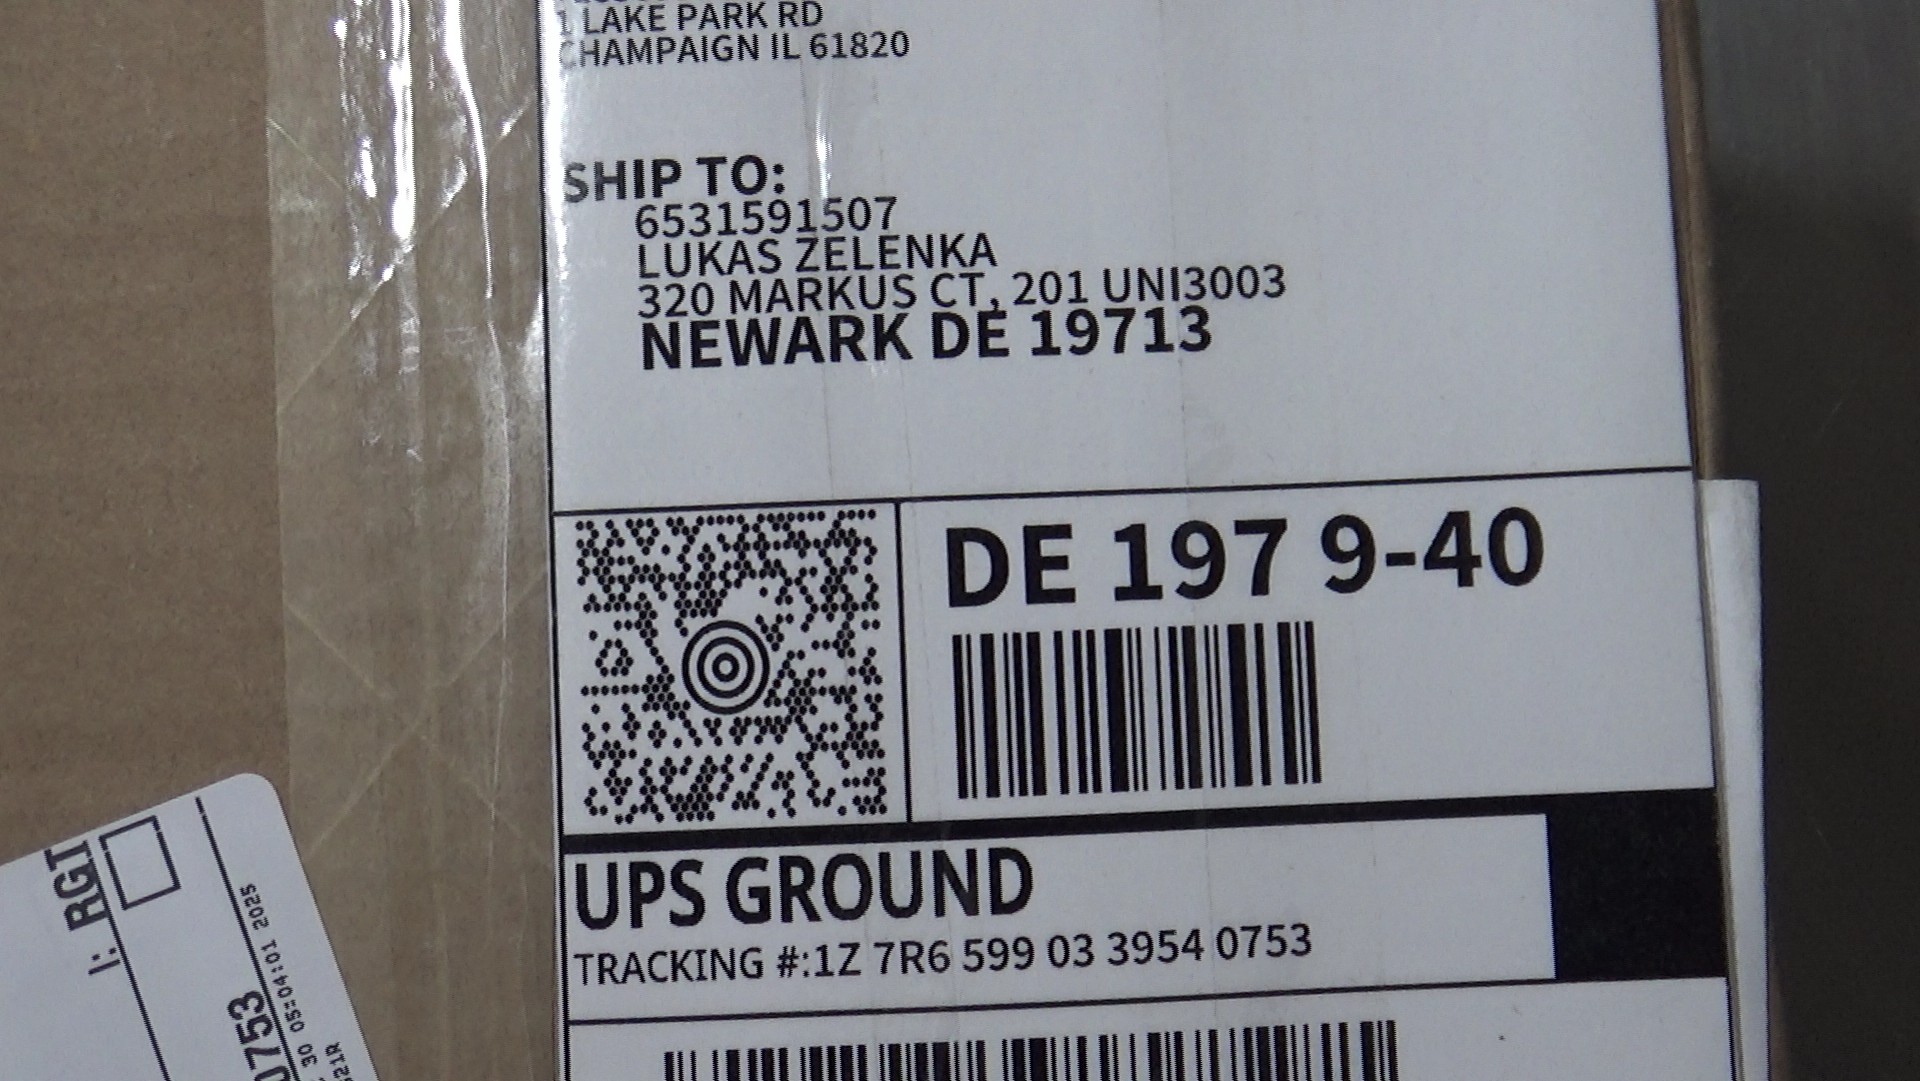 1 LAKE PARK RD
CHAMPAIGN IL 61820
SHIP TO:
6531591507
LUKAS ZELENKA
320 MARKUS CT, 201 UNI3003
NEWARK DE 19713
DE 197 9-40
UPS GROUND
TRACKING #:1Z 7R6 599 03 3954 0753
I: RGT
0753
30 05:04:01 2025